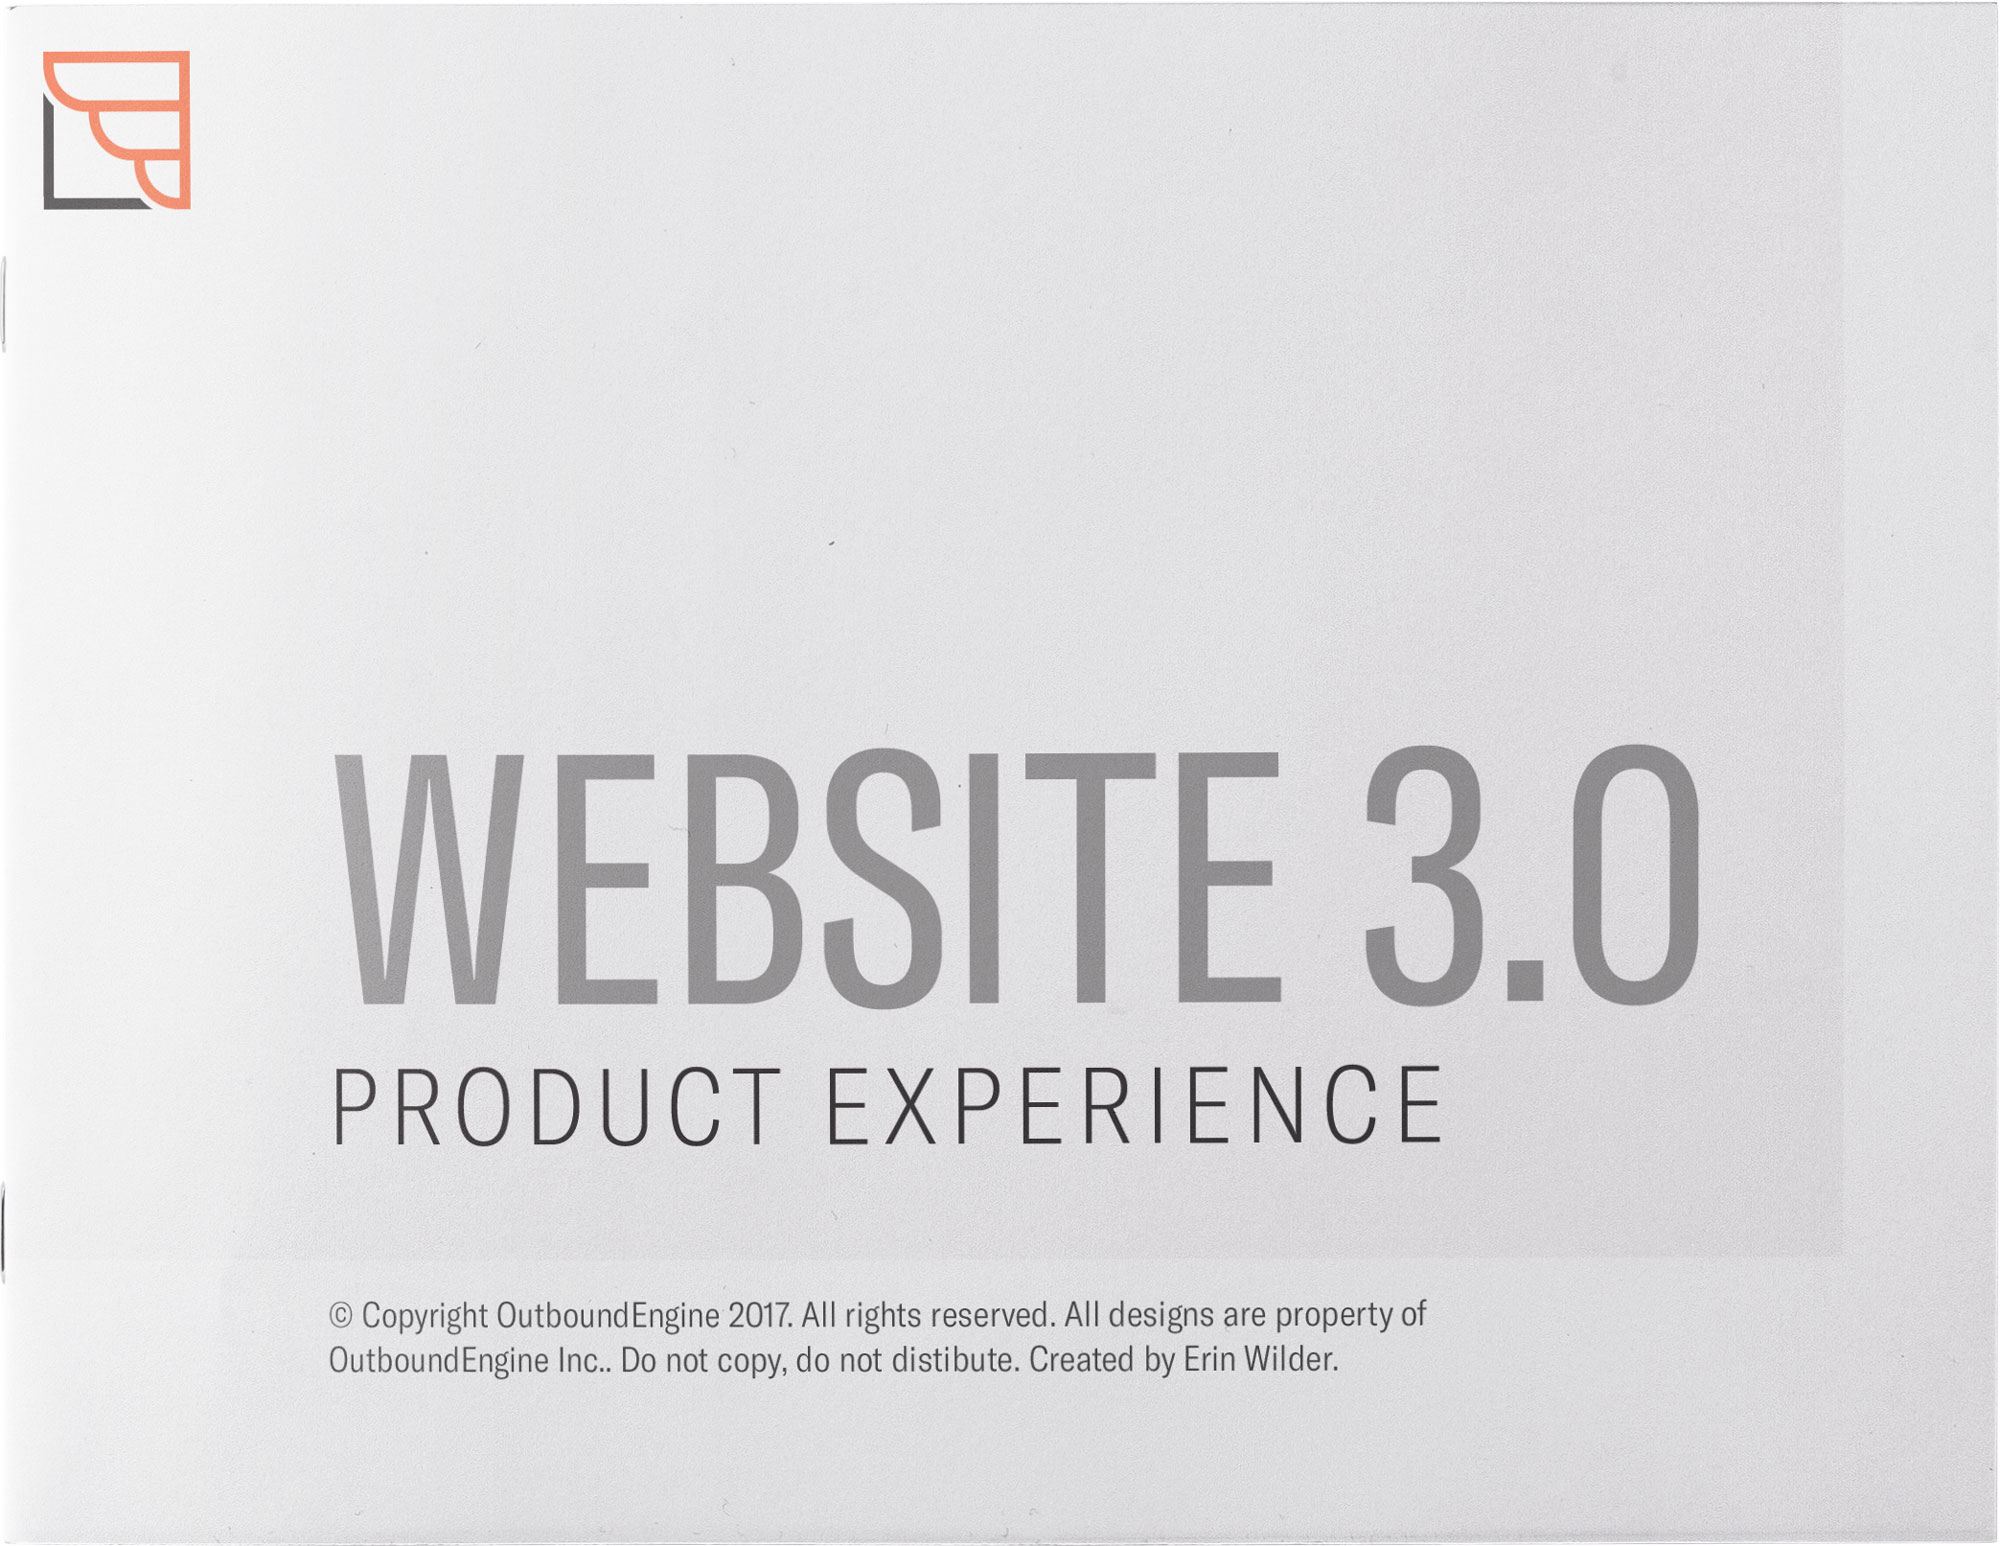 WEBSITE 3.0
PRODUCT EXPERIENCE
© Copyright OutboundEngine 2017. All rights reserved. All designs are property of
OutboundEngine Inc.. Do not copy, do not distibute. Created by Erin Wilder.